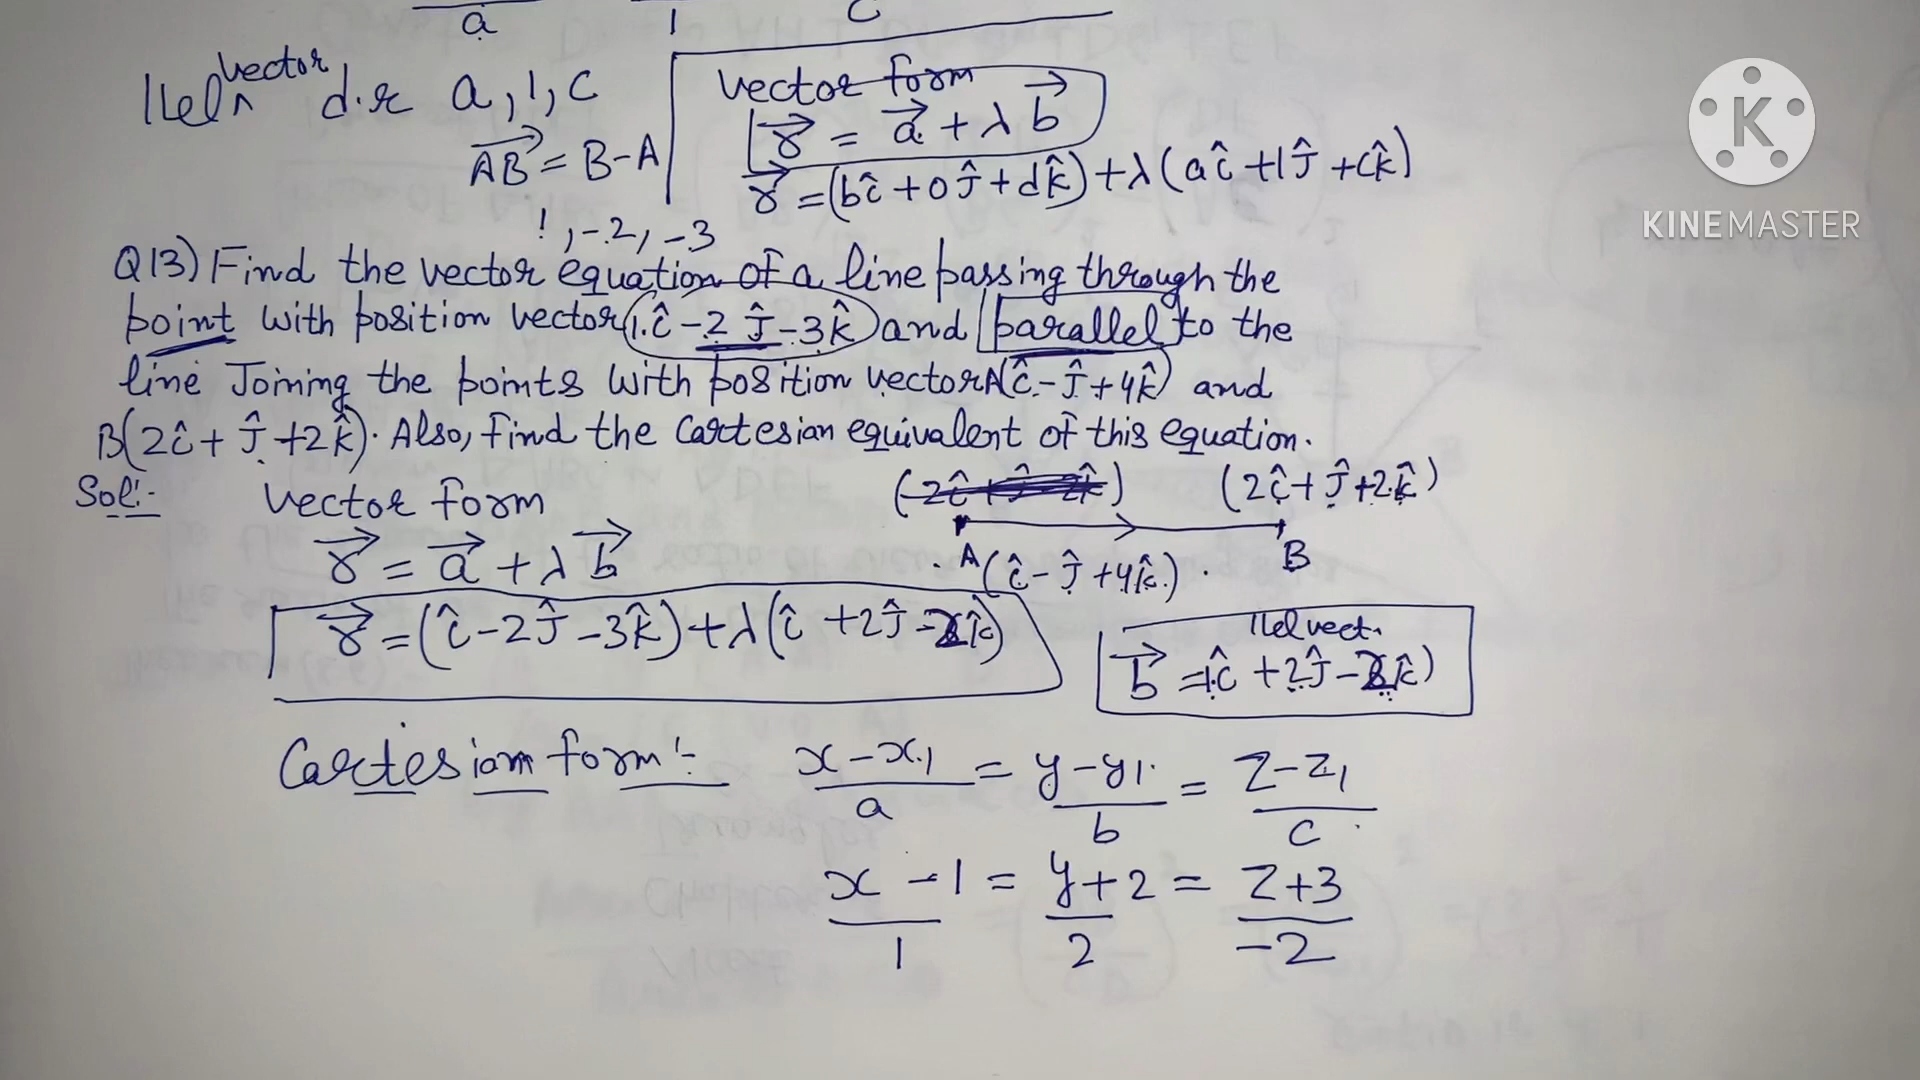 a 1 c
||el vector d.r a, 1, c
AB→ = B-A
Vector form
r→ = a→ + λ b→
r→ = (bî + 0ĵ + dk̂) + λ(aî + 1ĵ + ck̂)
1, -2, -3
Q13) Find the vector equation of a line passing through the
point with position vector (1.î - 2ĵ - 3k̂) and parallel to the
line Joining the points with position vector A(î - ĵ + 4k̂) and
B(2î + ĵ + 2k̂). Also, find the Cartesian equivalent of this equation.
Sol:- Vector form
(2î + ĵ + 2k̂)
r→ = a→ + λ b→
A (î - ĵ + 4k̂) B
r→ = (î - 2ĵ - 3k̂) + λ(î + 2ĵ - 2k̂)
||el vect.
b→ = 1î + 2ĵ - 2k̂)
Cartesian form:- x - x1 / a = y - y1 / b = z - z1 / c
x - 1 / 1 = y + 2 / 2 = z + 3 / -2
K
KINEMASTER